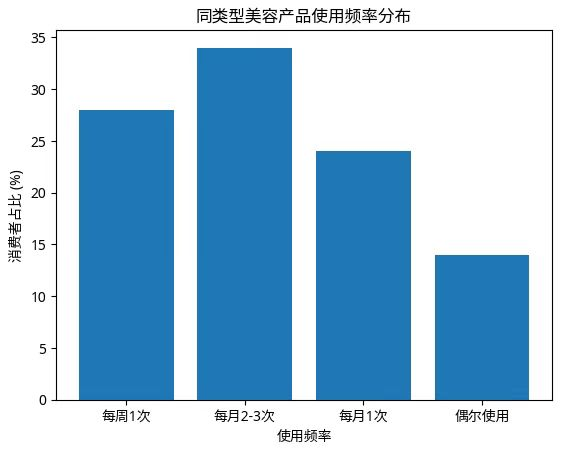 同类型美容产品使用频率分布
消费者占比 (%)
35
30
25
20
15
10
5
0
每周1次
每月2-3次
每月1次
偶尔使用
使用频率